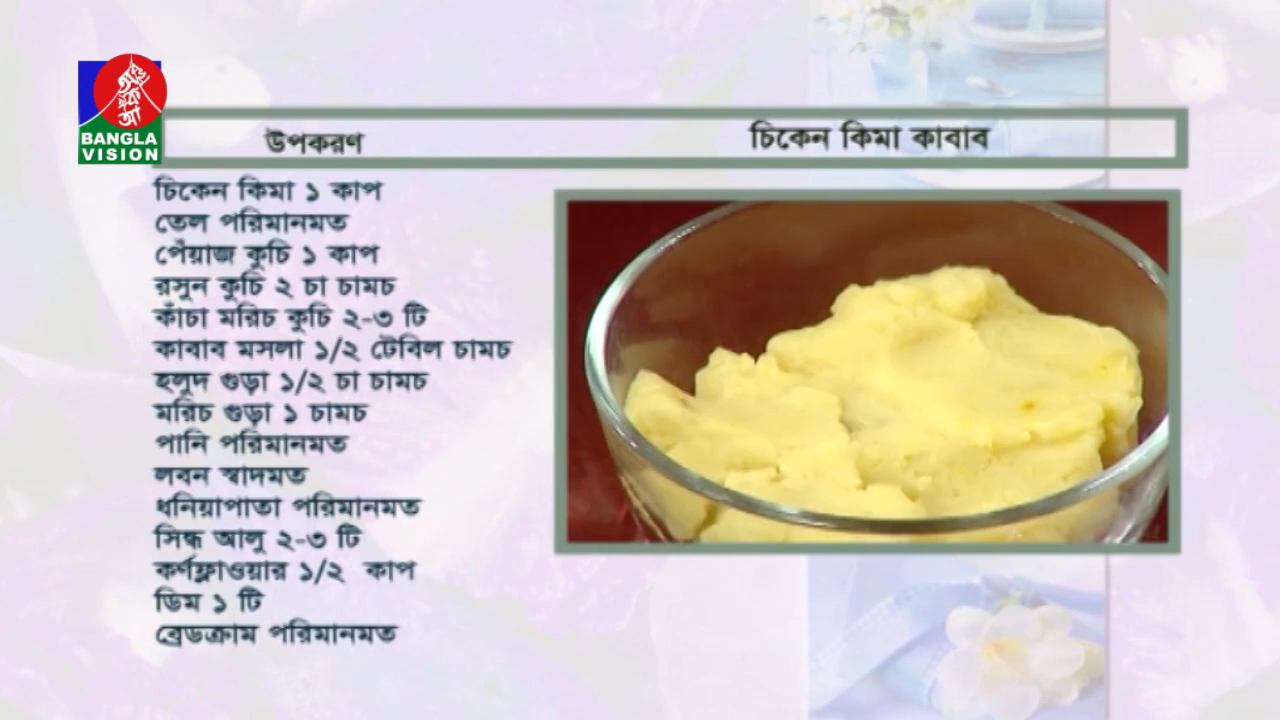 BANGLA
VISION
উপকরণ
চিকেন কিমা কাবাব
চিকেন কিমা ১ কাপ
তেল পরিমানমত
পেঁয়াজ কুচি ১ কাপ
রসুন কুচি ২ চা চামচ
কাঁচা মরিচ কুচি ২-৩ টি
কাবাব মসলা ১/২ টেবিল চামচ
হলুদ গুড়া ১/২ চা চামচ
মরিচ গুড়া ১ চামচ
পানি পরিমানমত
লবন স্বাদমত
ধনিয়াপাতা পরিমানমত
সিদ্ধ আলু ২-৩ টি
কর্ণফ্লাওয়ার ১/২ কাপ
ডিম ১ টি
ব্রেডক্রাম পরিমানমত